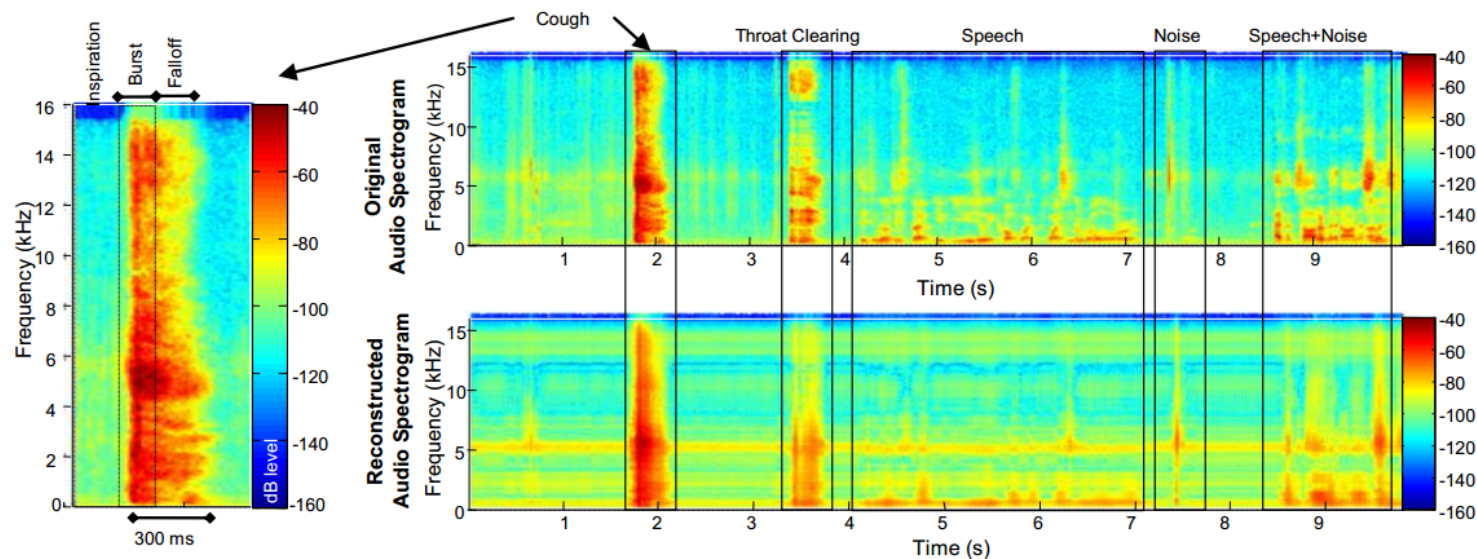 Cough
Inspiration
Burst
Falloff
Frequency (kHz)
16
14
12
10
8
6
4
2
0
-40
-60
-80
-100
-120
-140
-160
dB level
300 ms
Throat Clearing
Speech
Noise
Speech+Noise
Original
Audio Spectrogram
Frequency (kHz)
15
10
5
0
1 2 3 4 5 6 7 8 9
Time (s)
-40
-60
-80
-100
-120
-140
-160
Reconstructed
Audio Spectrogram
Frequency (kHz)
15
10
5
0
1 2 3 4 5 6 7 8 9
Time (s)
-40
-60
-80
-100
-120
-140
-160